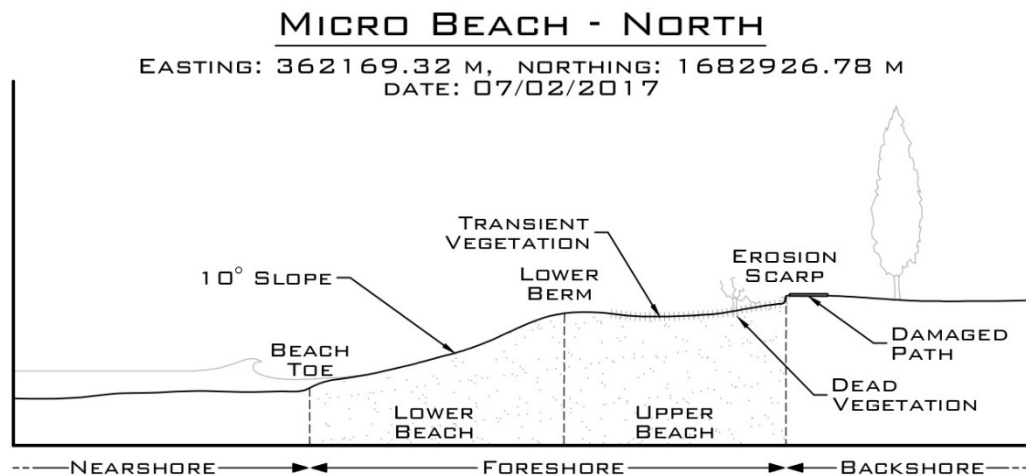 MICRO BEACH - NORTH
EASTING: 362169.32 M, NORTHING: 1682926.78 M
DATE: 07/02/2017
TRANSIENT
VEGETATION
EROSION
SCARP
10° SLOPE
LOWER
BERM
BEACH
TOE
DAMAGED
PATH
DEAD
VEGETATION
LOWER
BEACH
UPPER
BEACH
NEARSHORE
FORESHORE
BACKSHORE